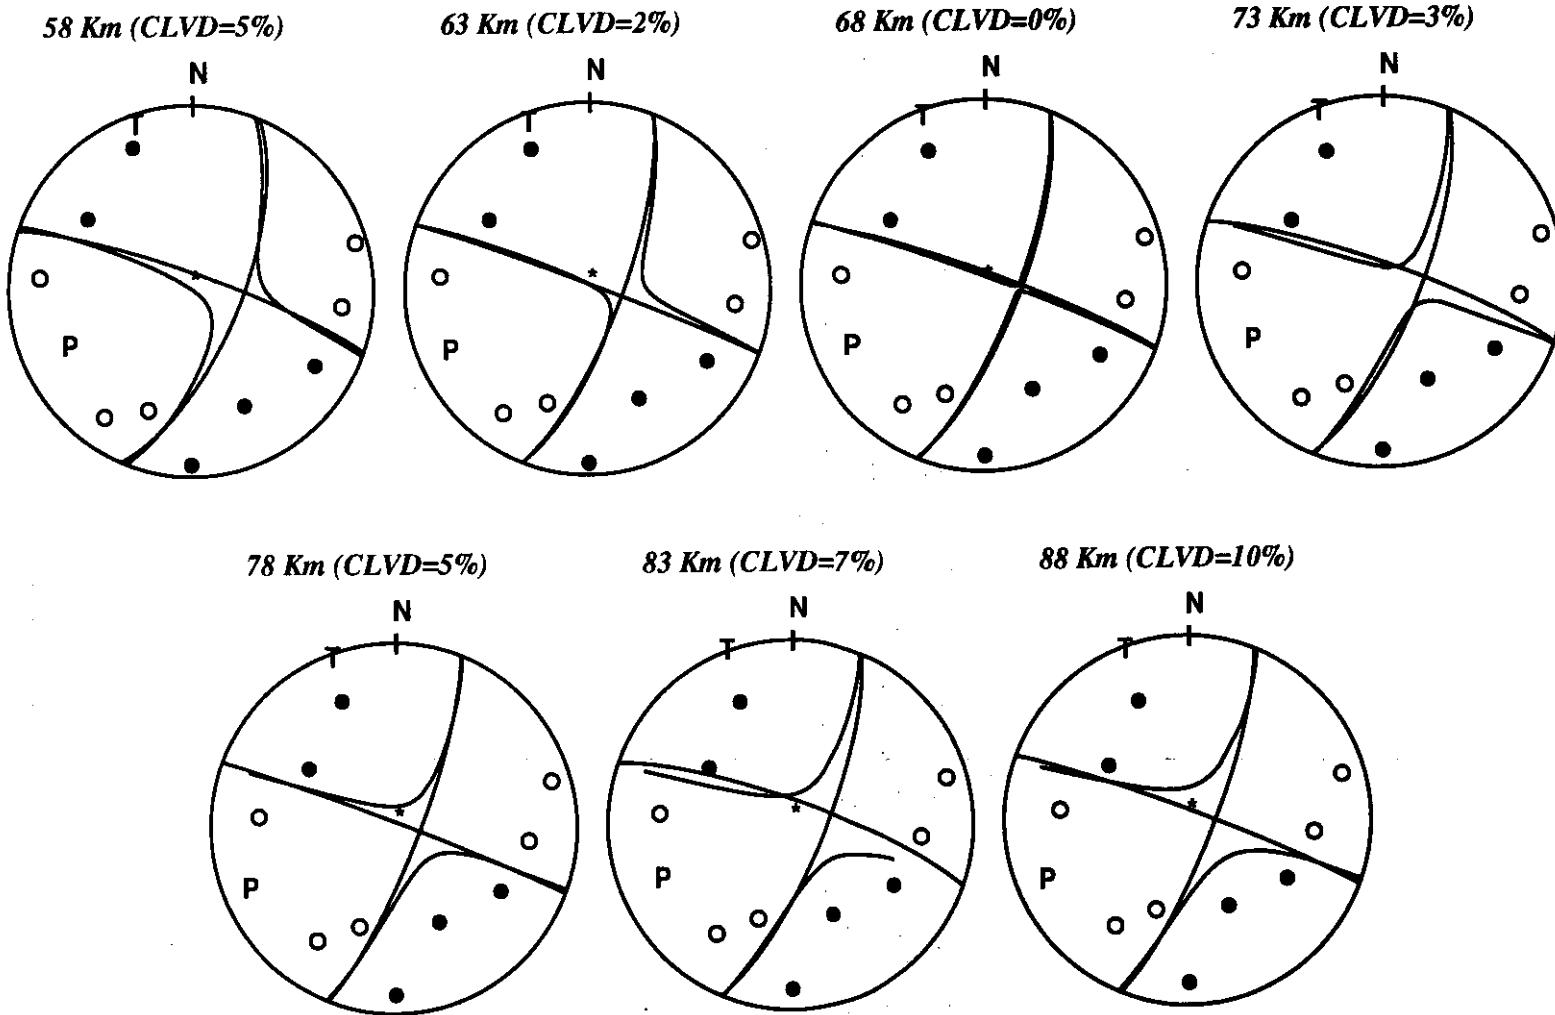 58 Km (CLVD=5%) 63 Km (CLVD=2%) 68 Km (CLVD=0%) 73 Km (CLVD=3%)
N N N N
T T T T
* * *
P P P P
78 Km (CLVD=5%) 83 Km (CLVD=7%) 88 Km (CLVD=10%)
N N N
T T T
* * *
P P P